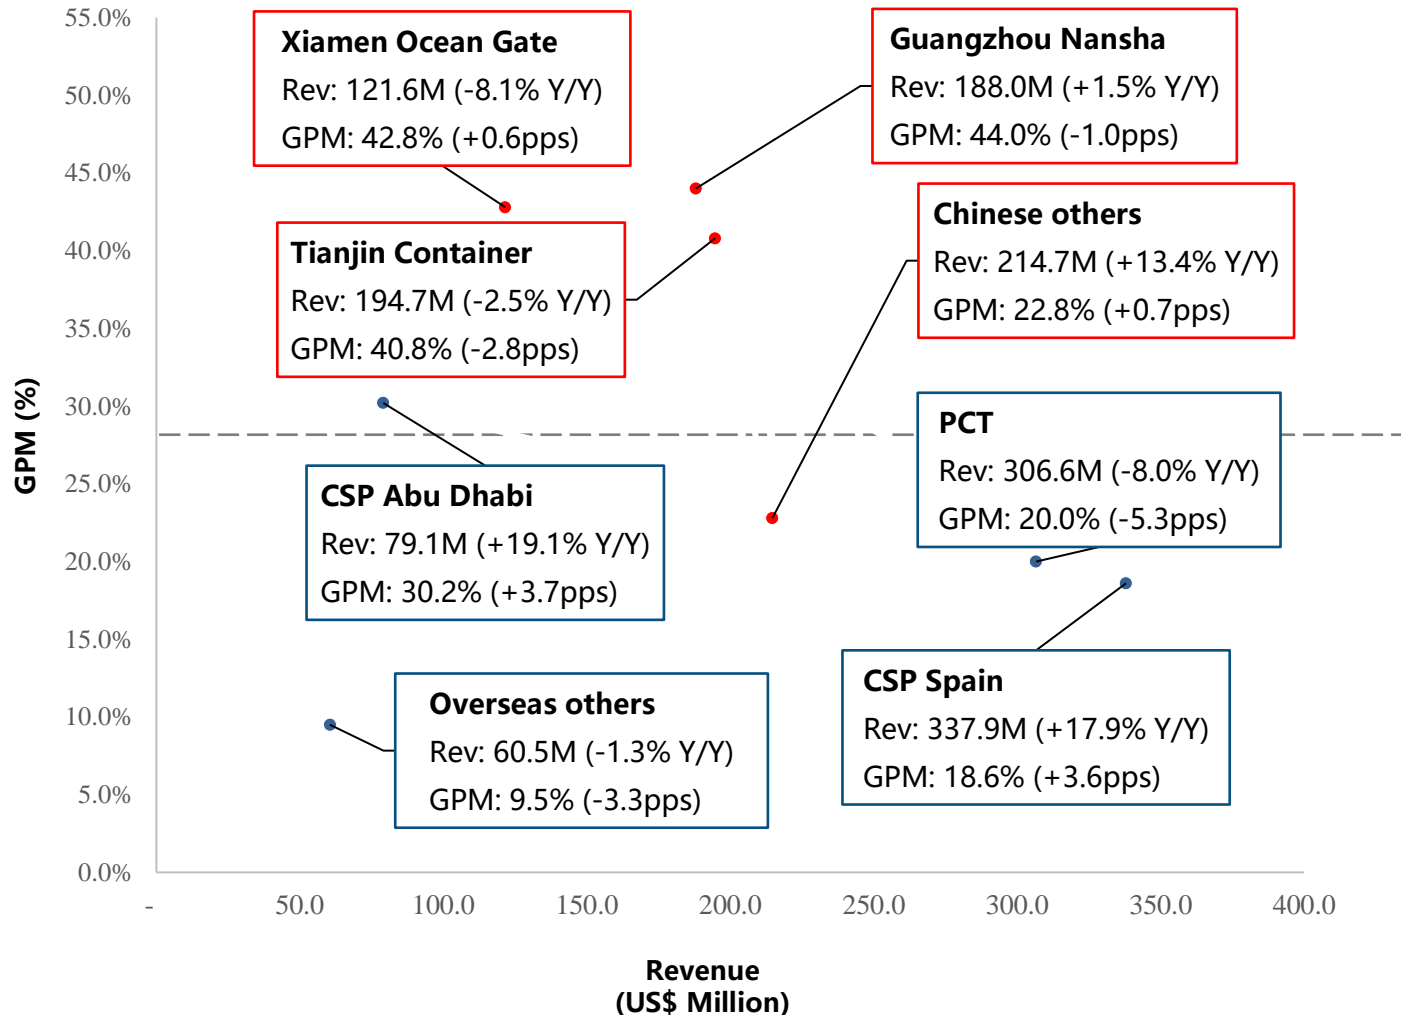 55.0%
50.0%
45.0%
40.0%
35.0%
30.0%
25.0%
20.0%
15.0%
10.0%
5.0%
0.0%
GPM (%)
Xiamen Ocean Gate
Rev: 121.6M (-8.1% Y/Y)
GPM: 42.8% (+0.6pps)
Guangzhou Nansha
Rev: 188.0M (+1.5% Y/Y)
GPM: 44.0% (-1.0pps)
Tianjin Container
Rev: 194.7M (-2.5% Y/Y)
GPM: 40.8% (-2.8pps)
Chinese others
Rev: 214.7M (+13.4% Y/Y)
GPM: 22.8% (+0.7pps)
CSP Abu Dhabi
Rev: 79.1M (+19.1% Y/Y)
GPM: 30.2% (+3.7pps)
PCT
Rev: 306.6M (-8.0% Y/Y)
GPM: 20.0% (-5.3pps)
Overseas others
Rev: 60.5M (-1.3% Y/Y)
GPM: 9.5% (-3.3pps)
CSP Spain
Rev: 337.9M (+17.9% Y/Y)
GPM: 18.6% (+3.6pps)
- 50.0 100.0 150.0 200.0 250.0 300.0 350.0 400.0
Revenue
(US$ Million)